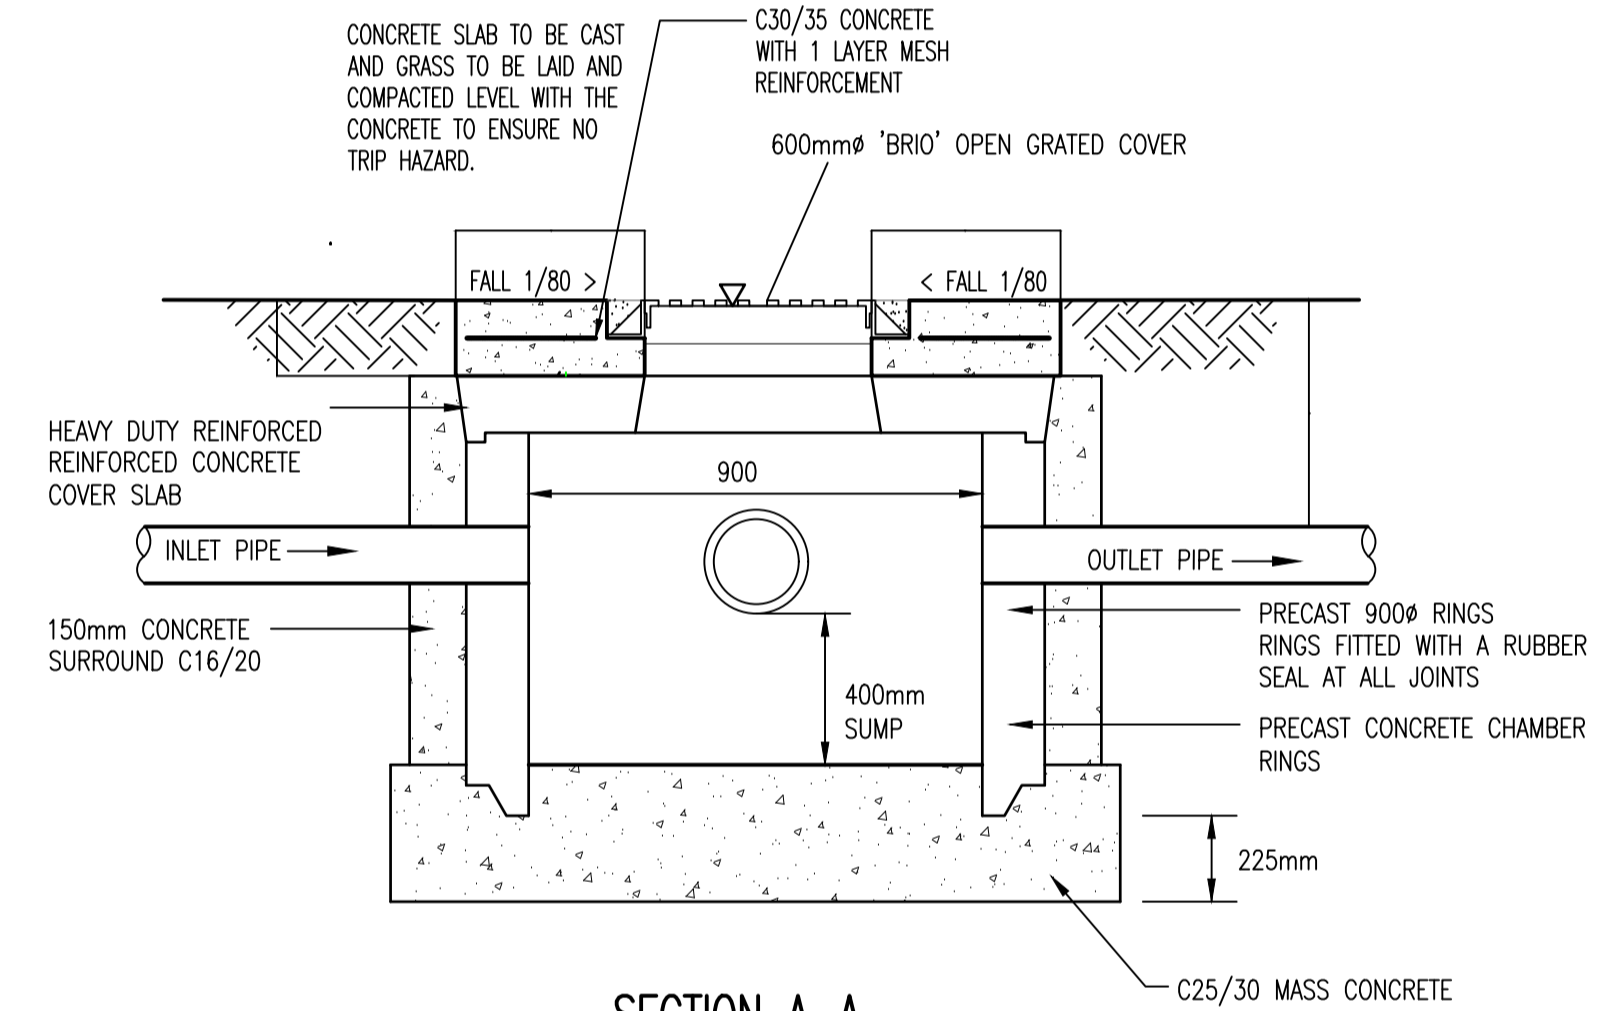 CONCRETE SLAB TO BE CAST
AND GRASS TO BE LAID AND
COMPACTED LEVEL WITH THE
CONCRETE TO ENSURE NO
TRIP HAZARD.
C30/35 CONCRETE
WITH 1 LAYER MESH
REINFORCEMENT
600mmø 'BRIO' OPEN GRATED COVER
FALL 1/80 >
< FALL 1/80
HEAVY DUTY REINFORCED
REINFORCED CONCRETE
COVER SLAB
900
INLET PIPE
OUTLET PIPE
150mm CONCRETE
SURROUND C16/20
PRECAST 900ø RINGS
RINGS FITTED WITH A RUBBER
SEAL AT ALL JOINTS
400mm
SUMP
PRECAST CONCRETE CHAMBER
RINGS
225mm
C25/30 MASS CONCRETE
SECTION A A